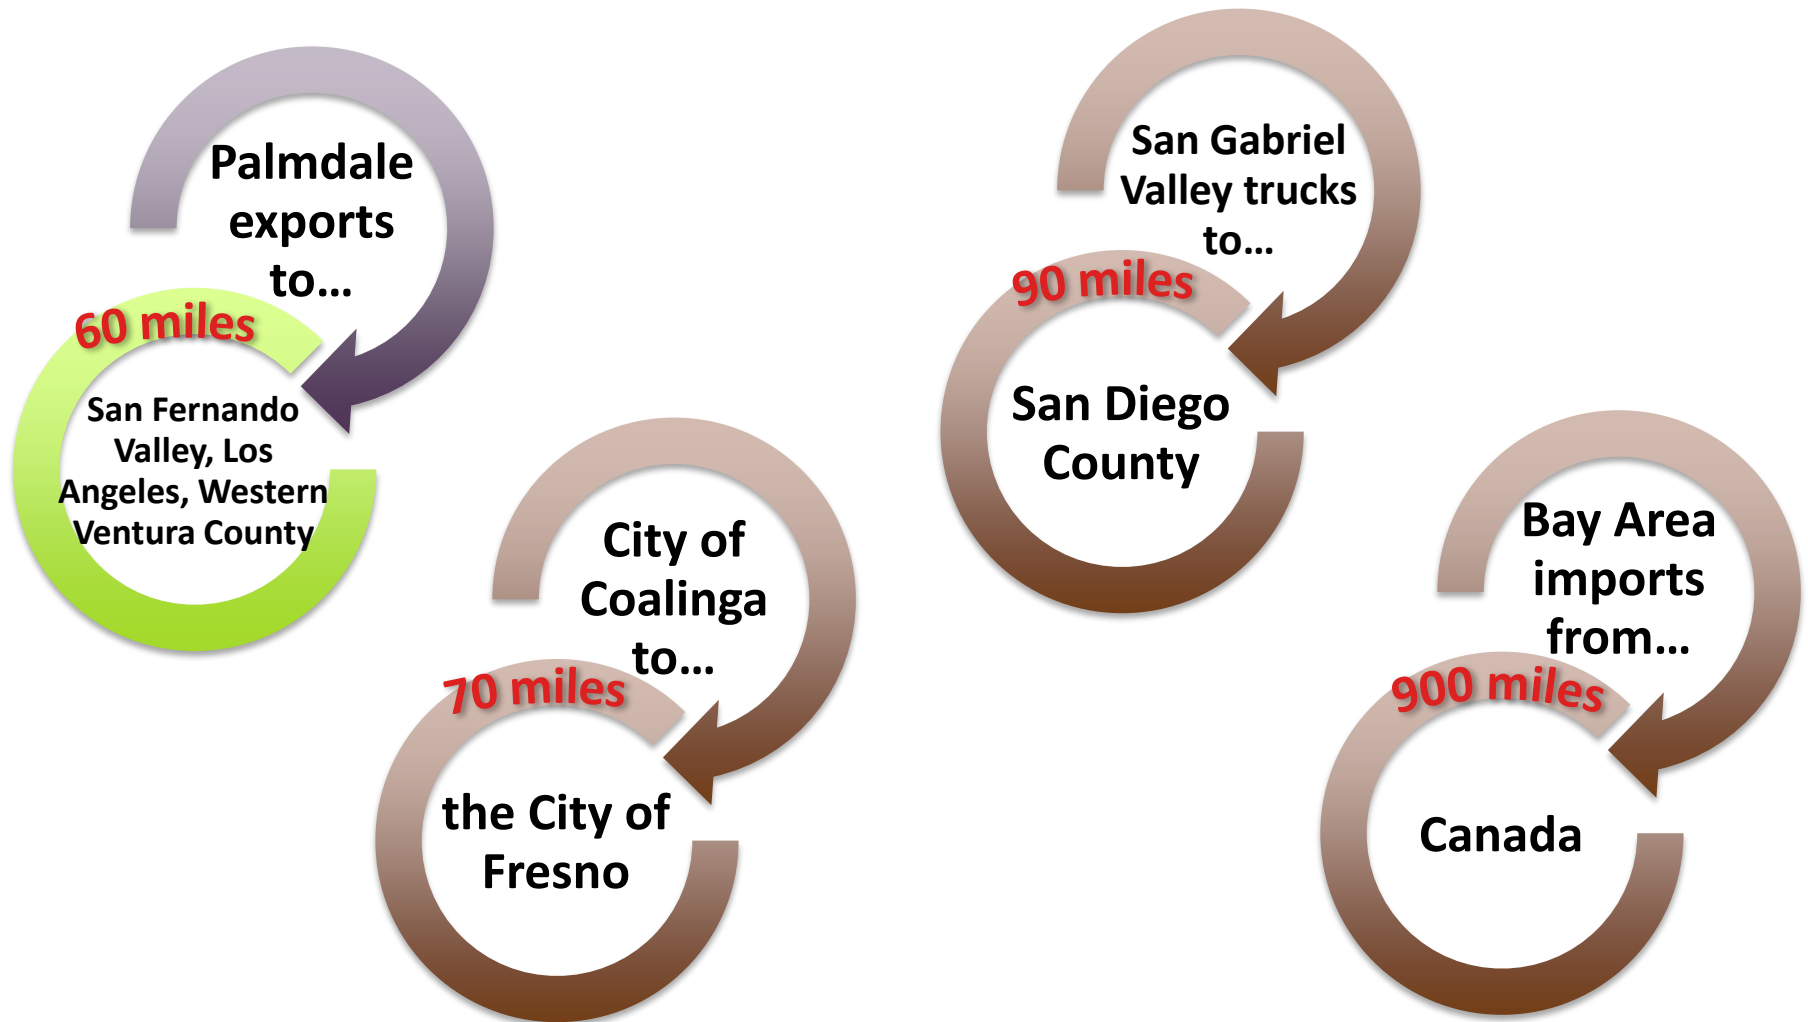 Palmdale
exports
to…
60 miles
San Fernando
Valley, Los
Angeles, Western
Ventura County
City of
Coalinga
to…
70 miles
the City of
Fresno
San Gabriel
Valley trucks
to…
90 miles
San Diego
County
Bay Area
imports
from…
900 miles
Canada